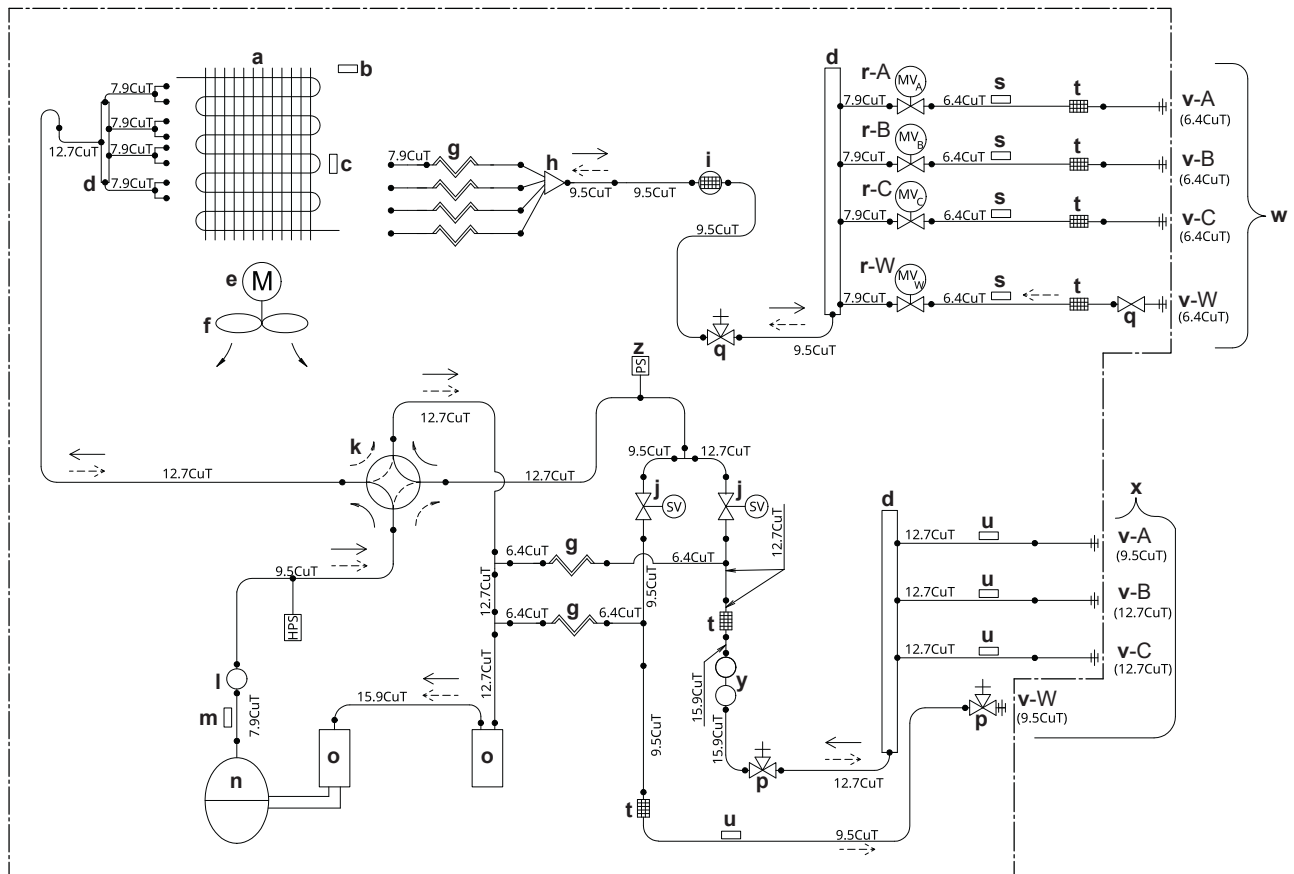 a
b
d
r-A
MV A
s
t
v-A
(6.4CuT)
7.9CuT
7.9CuT
6.4CuT
w
7.9CuT
r-B
MV B
s
t
v-B
(6.4CuT)
12.7CuT
7.9CuT
7.9CuT
g
h
i
7.9CuT
6.4CuT
d
7.9CuT
c
9.5CuT
9.5CuT
r-C
MV C
s
t
v-C
(6.4CuT)
7.9CuT
6.4CuT
9.5CuT
e
M
r-W
MV W
s
t
v-W
(6.4CuT)
7.9CuT
6.4CuT
q
f
q
9.5CuT
z
PS
12.7CuT
k
9.5CuT
12.7CuT
12.7CuT
12.7CuT
j
SV
j
SV
d
x
12.7CuT
12.7CuT
u
v-A
(9.5CuT)
6.4CuT
g
6.4CuT
9.5CuT
12.7CuT
9.5CuT
12.7CuT
u
v-B
(12.7CuT)
HPS
6.4CuT
g
6.4CuT
t
12.7CuT
u
v-C
(12.7CuT)
l
12.7CuT
y
15.9CuT
m
7.9CuT
15.9CuT
9.5CuT
15.9CuT
p
v-W
(9.5CuT)
n
o
o
p
12.7CuT
t
u
9.5CuT